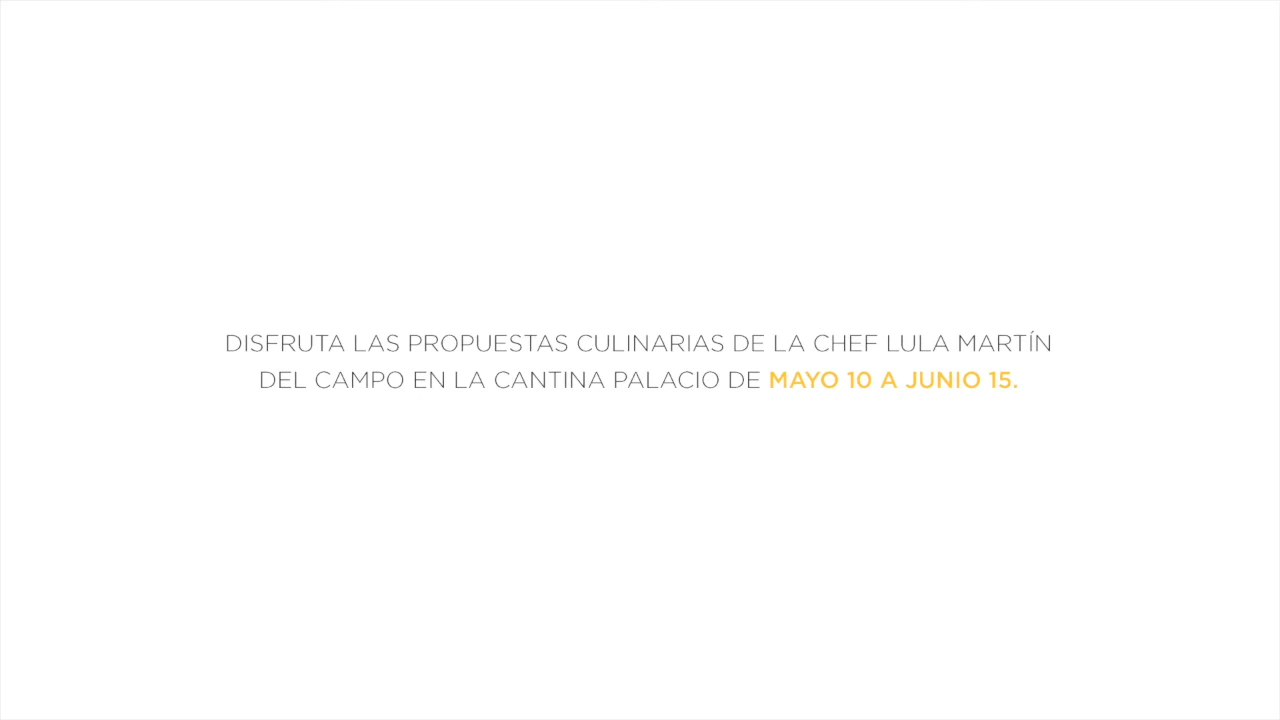 DISFRUTA LAS PROPUESTAS CULINARIAS DE LA CHEF LULA MARTÍN
DEL CAMPO EN LA CANTINA PALACIO DE MAYO 10 A JUNIO 15.